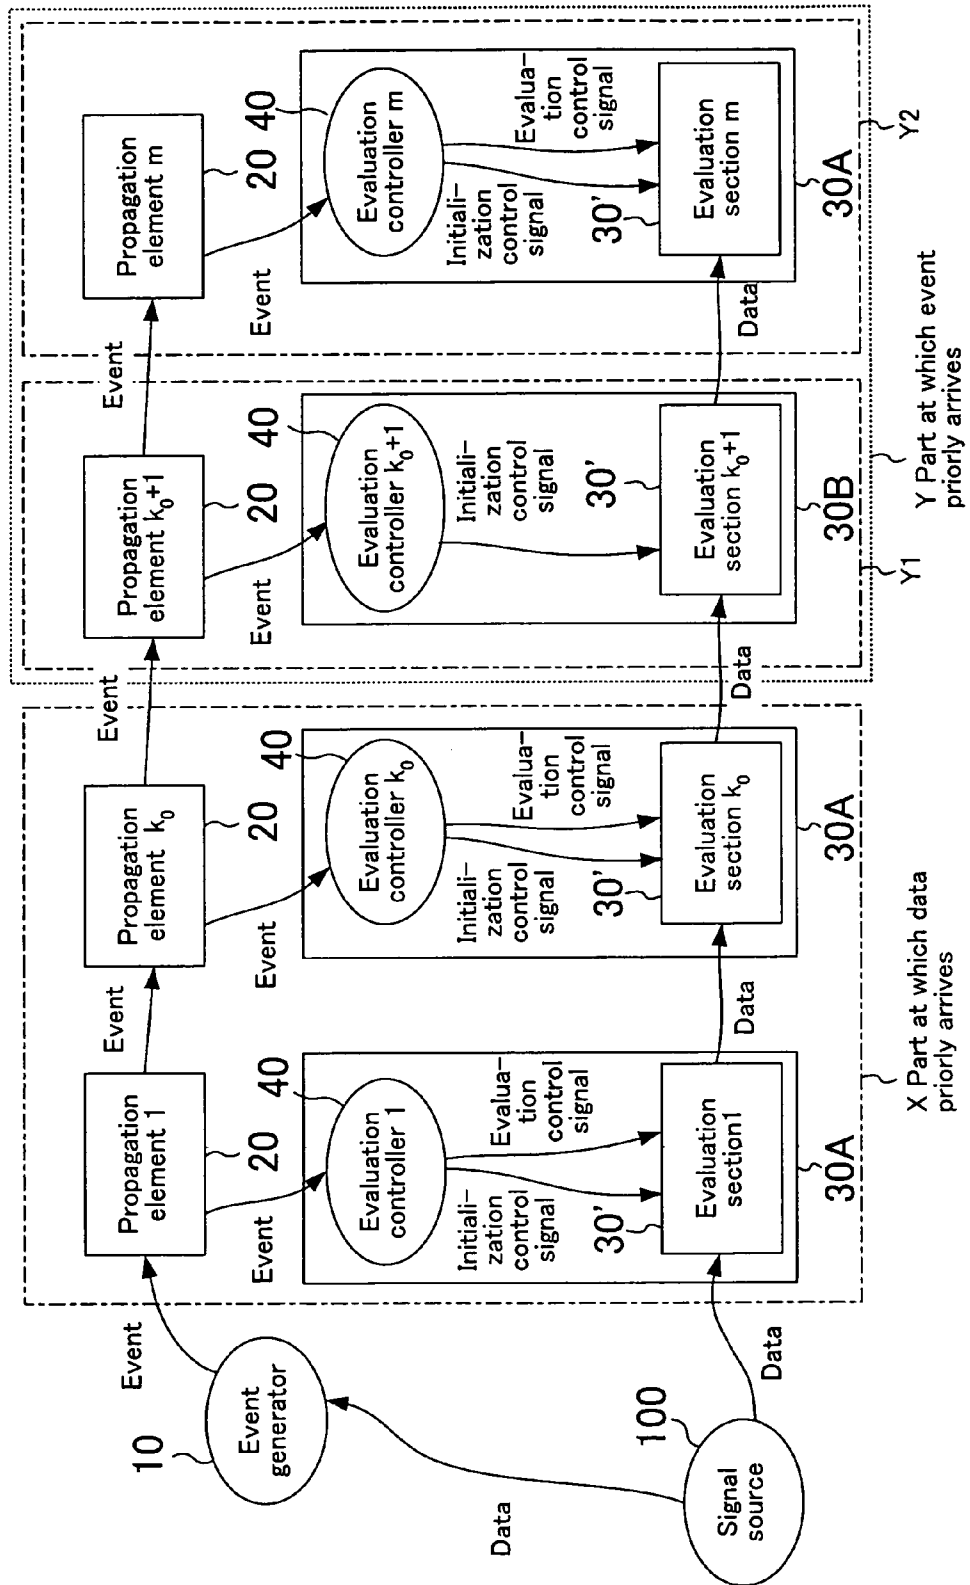 10
Event
generator
100
Signal
source
Data
Data
Event
Propagation
element 1
20
Event
40
Evaluation
controller 1
Initiali-
zation
control
signal
Evalua-
tion
control
signal
30'
Evaluation
section1
30A
Event
Data
Propagation
element k₀
20
Event
40
Evaluation
controller k₀
Initiali-
zation
control
signal
Evalua-
tion
control
signal
30'
Evaluation
section k₀
30A
X Part at which data
priorly arrives
Event
Data
Propagation
element k₀+1
20
Event
40
Evaluation
controller k₀+1
Initiali-
zation
control
signal
30'
Evaluation
section k₀+1
30B
Y1
Event
Data
Propagation
element m
20
Event
40
Evaluation
controller m
Initiali-
zation
control
signal
Evalua-
tion
control
signal
30'
Evaluation
section m
30A
Y2
Y Part at which event
priorly arrives